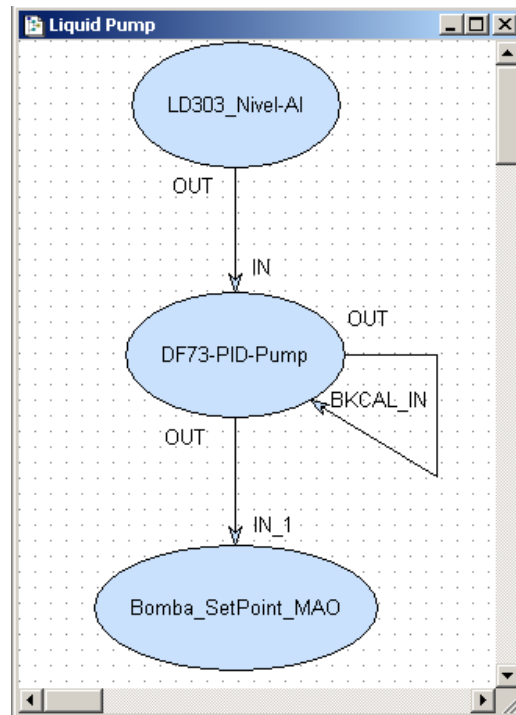 Liquid Pump
LD303_Nivel-AI
OUT
IN
OUT
DF73-PID-Pump
BKCAL_IN
OUT
IN_1
Bomba_SetPoint_MAO